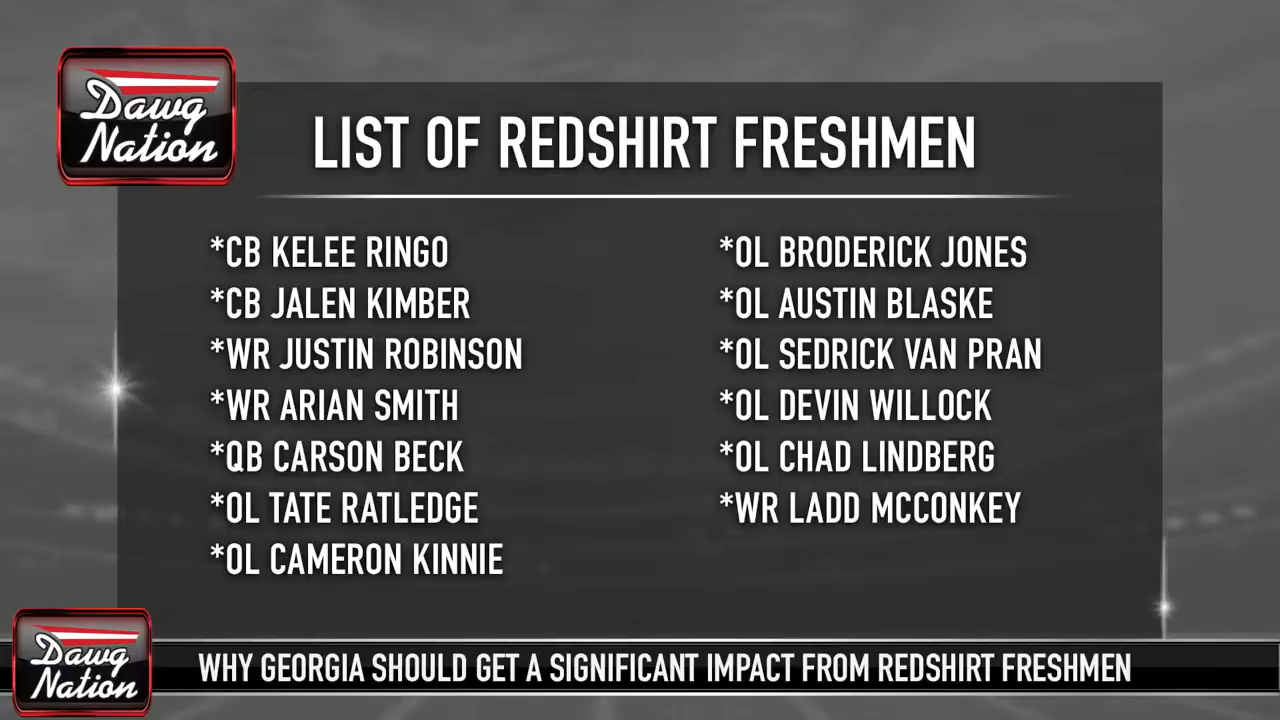 Dawg
Nation
LIST OF REDSHIRT FRESHMEN
*CB KELEE RINGO
*CB JALEN KIMBER
*WR JUSTIN ROBINSON
*WR ARIAN SMITH
*QB CARSON BECK
*OL TATE RATLEDGE
*OL CAMERON KINNIE
*OL BRODERICK JONES
*OL AUSTIN BLASKE
*OL SEDRICK VAN PRAN
*OL DEVIN WILLOCK
*OL CHAD LINDBERG
*WR LADD MCCONKEY
Dawg
Nation
WHY GEORGIA SHOULD GET A SIGNIFICANT IMPACT FROM REDSHIRT FRESHMEN